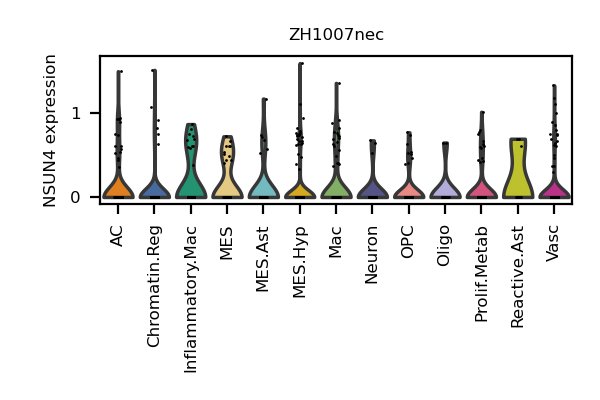 ZH1007nec
NSUN4 expression
1
0
AC
Chromatin.Reg
Inflammatory.Mac
MES
MES.Ast
MES.Hyp
Mac
Neuron
OPC
Oligo
Prolif.Metab
Reactive.Ast
Vasc